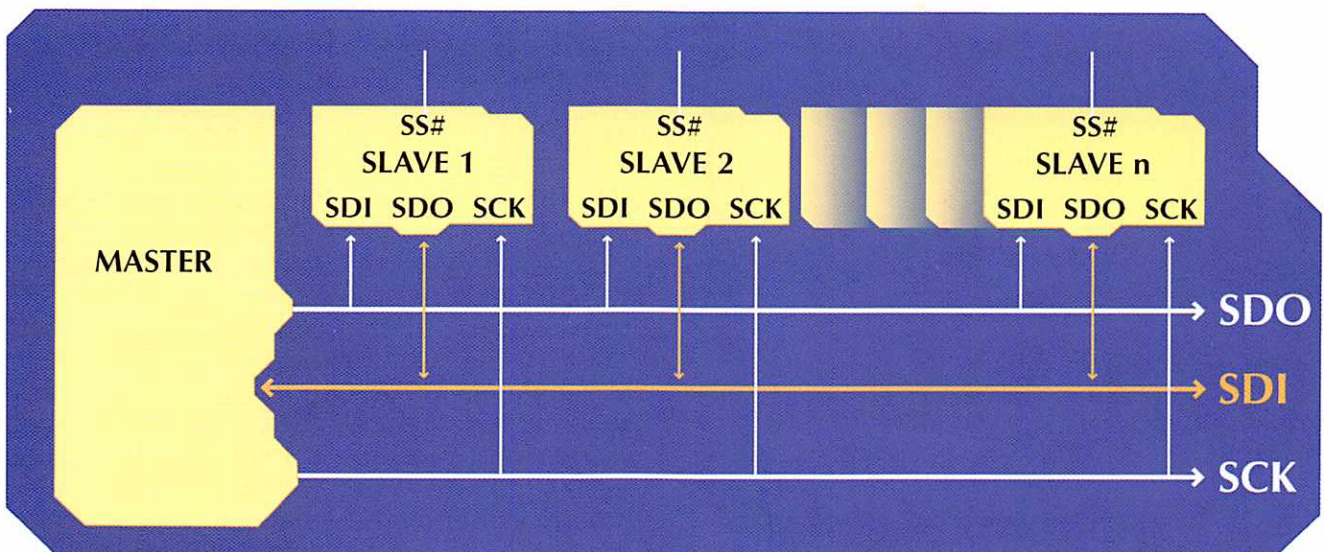 MASTER
SS#
SLAVE 1
SDI SDO SCK
SS#
SLAVE 2
SDI SDO SCK
SS#
SLAVE n
SDI SDO SCK
SDO
SDI
SCK